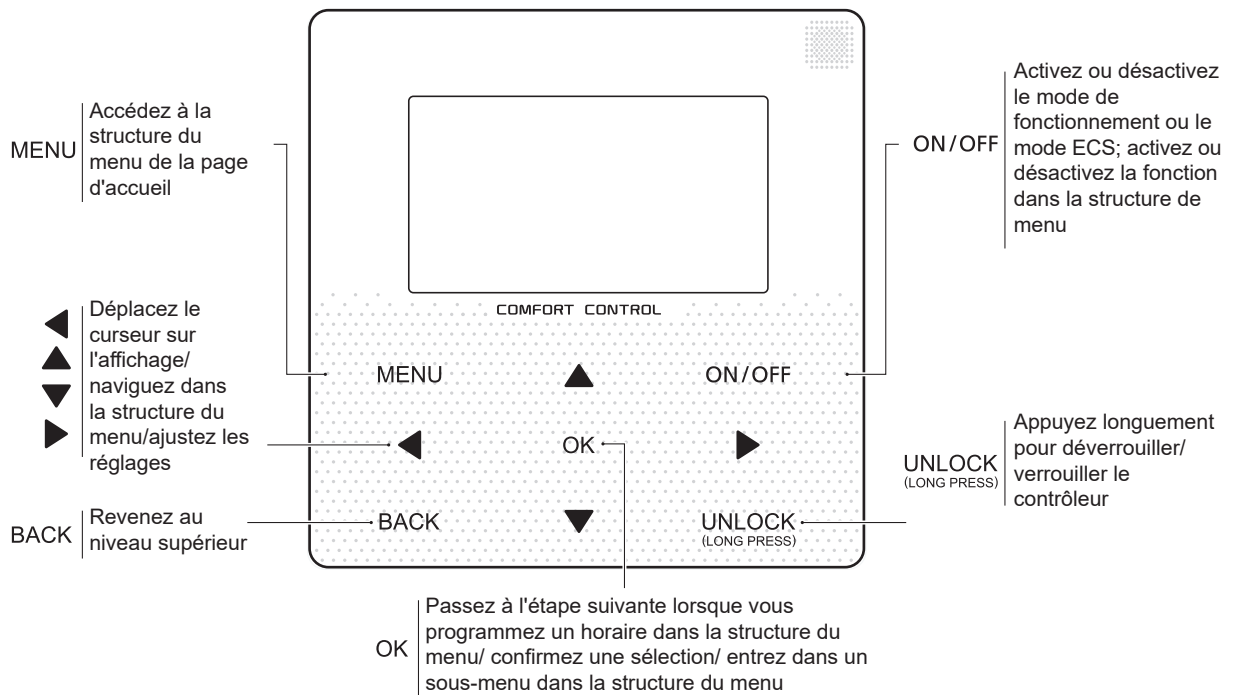 MENU
Accédez à la
structure du
menu de la page
d'accueil
Déplacez le
curseur sur
l'affichage/
naviguez dans
la structure du
menu/ajustez les
réglages
BACK
Revenez au
niveau supérieur
COMFORT CONTROL
MENU
ON/OFF
OK
BACK
UNLOCK
(LONG PRESS)
ON/OFF
Activez ou désactivez
le mode de
fonctionnement ou le
mode ECS; activez ou
désactivez la fonction
dans la structure de
menu
UNLOCK
(LONG PRESS)
Appuyez longuement
pour déverrouiller/
verrouiller le
contrôleur
OK
Passez à l'étape suivante lorsque vous
programmez un horaire dans la structure du
menu/ confirmez une sélection/ entrez dans un
sous-menu dans la structure du menu